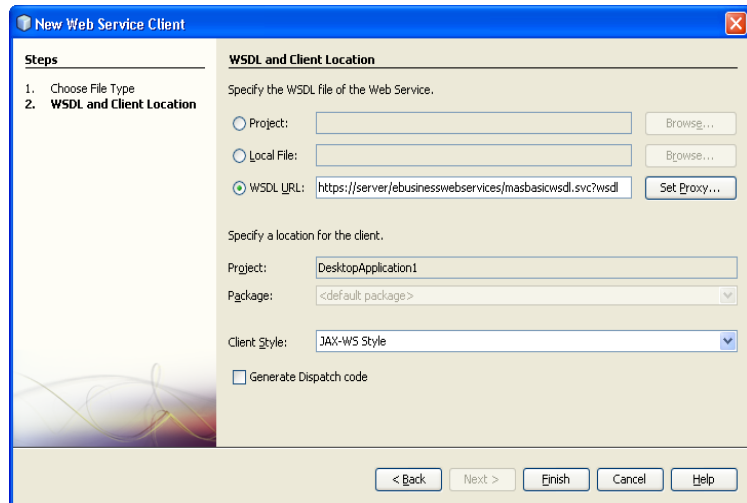 New Web Service Client
Steps
1. Choose File Type
2. WSDL and Client Location
WSDL and Client Location
Specify the WSDL file of the Web Service.
Project:
Browse...
Local File:
Browse...
WSDL URL: https://server/ebusinesswebservices/masbasicwsdl.svc?wsdl
Set Proxy...
Specify a location for the client.
Project: DesktopApplication1
Package: <default package>
Client Style: JAX-WS Style
Generate Dispatch code
< Back Next > Finish Cancel Help